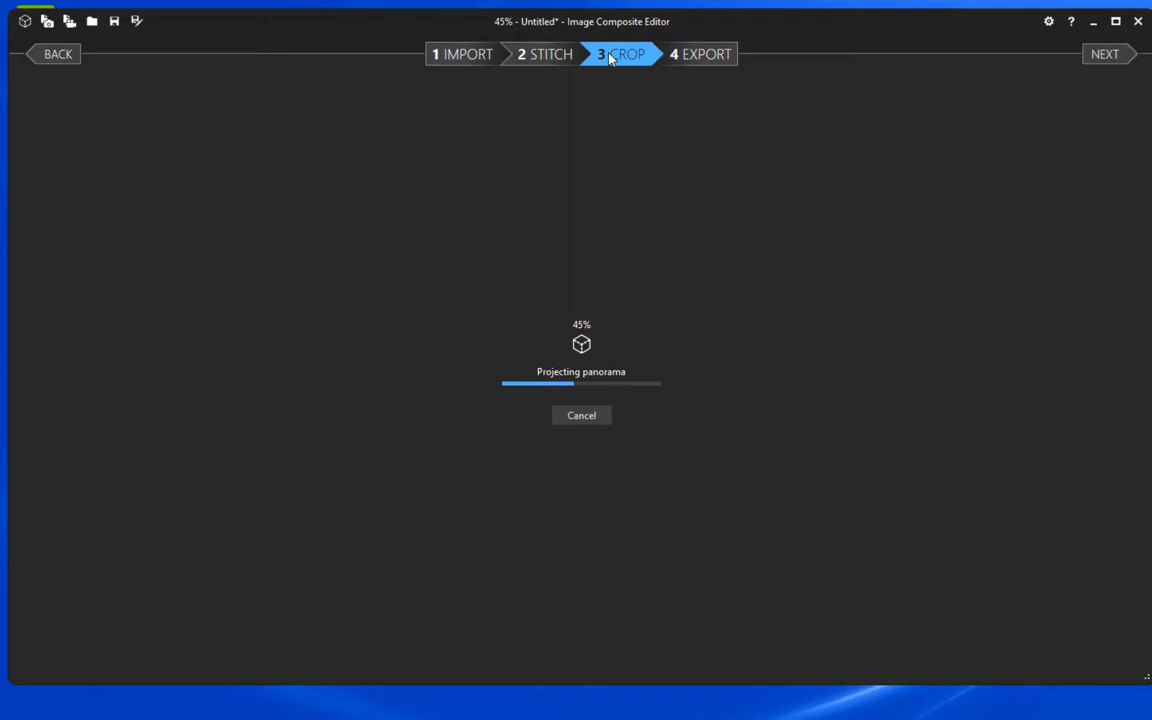 45% - Untitled* - Image Composite Editor
BACK
1 IMPORT
2 STITCH
3 CROP
4 EXPORT
NEXT
45%
Projecting panorama
Cancel